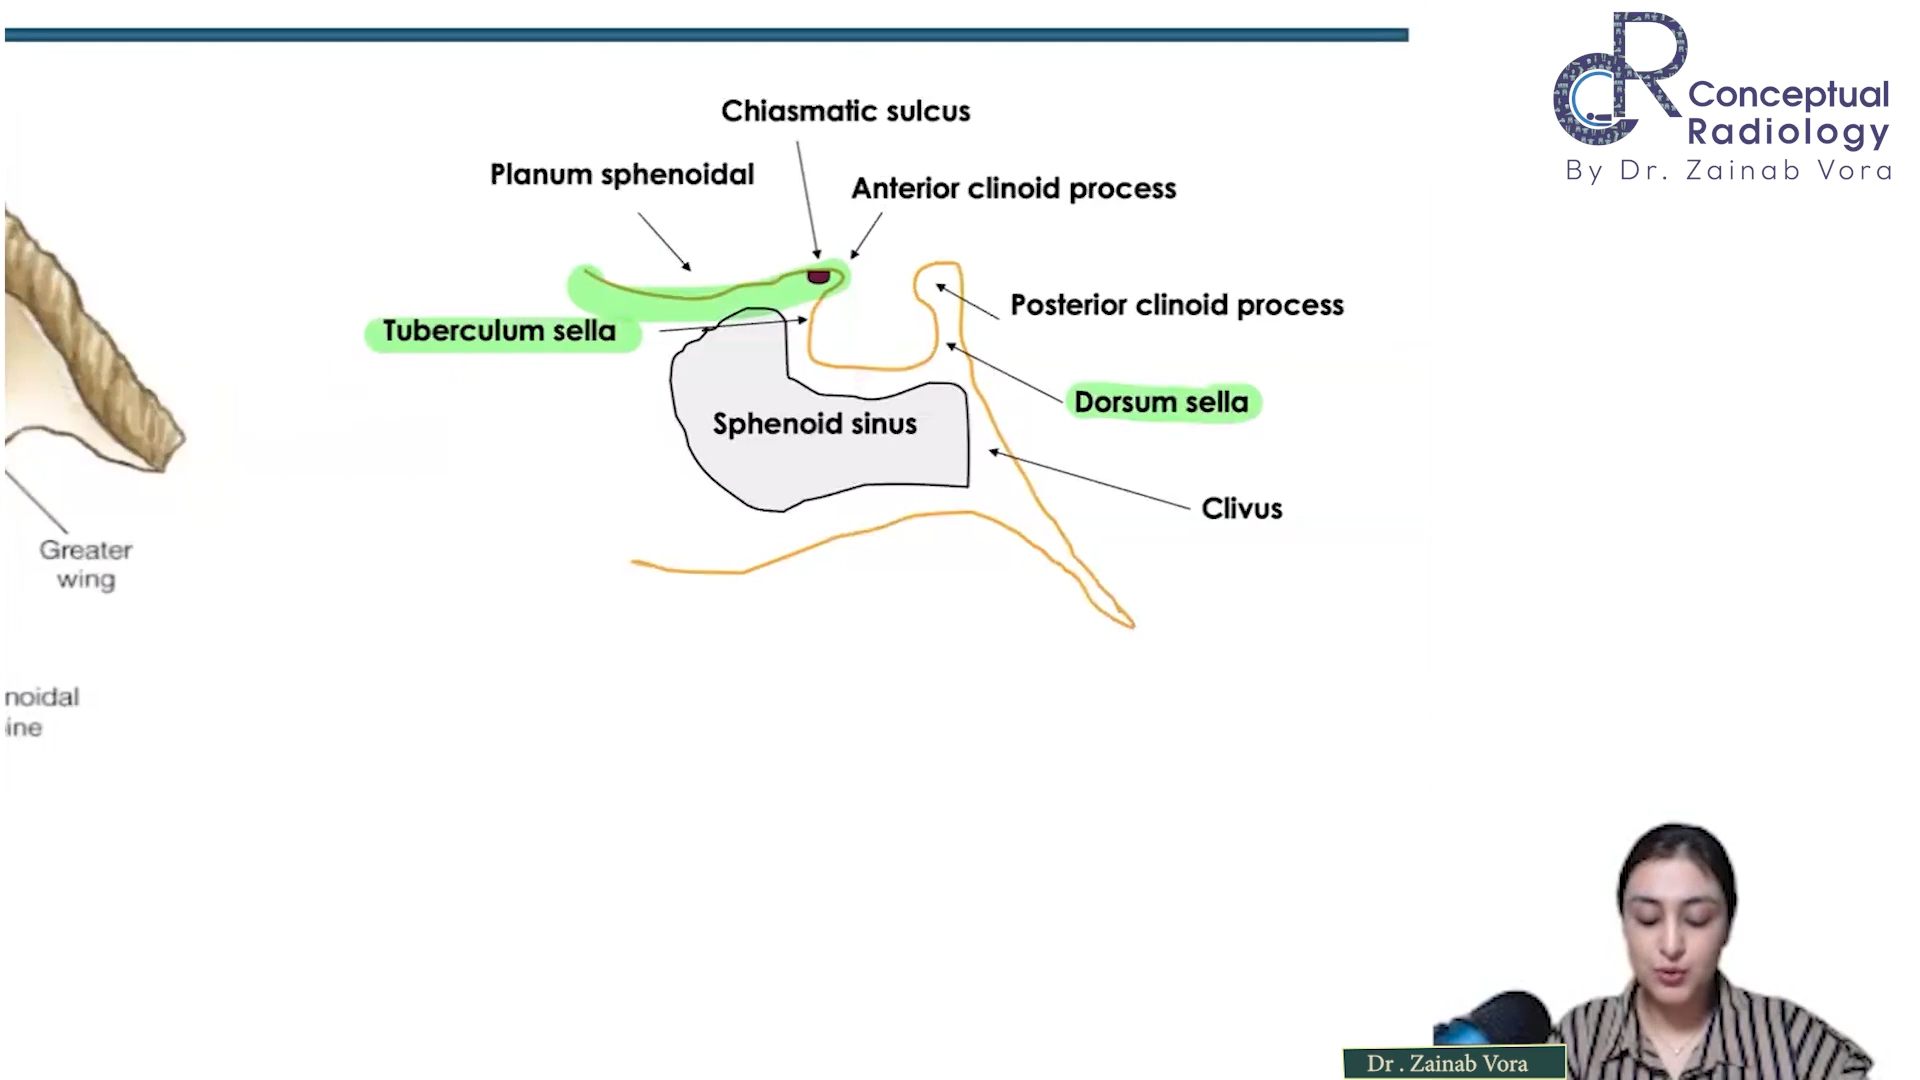 Conceptual
Radiology
By Dr. Zainab Vora
Chiasmatic sulcus
Planum sphenoidal
Anterior clinoid process
Posterior clinoid process
Tuberculum sella
Dorsum sella
Sphenoid sinus
Clivus
Greater
wing
noidal
ine
Dr . Zainab Vora